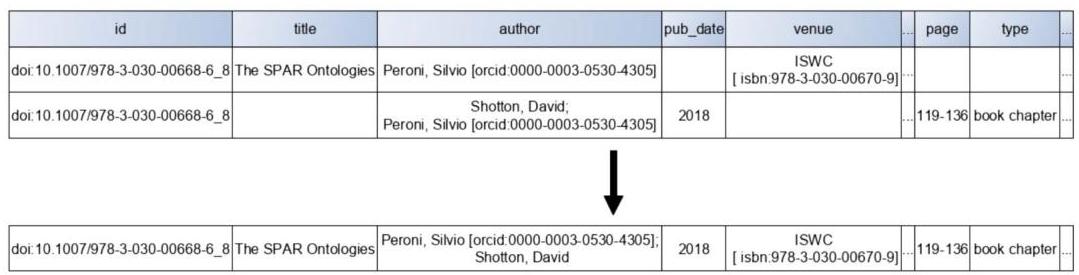 id title author pub_date venue ... page type ...
doi:10.1007/978-3-030-00668-6_8 The SPAR Ontologies Peroni, Silvio [orcid:0000-0003-0530-4305] ISWC
[ isbn:978-3-030-00670-9] ... ...
doi:10.1007/978-3-030-00668-6_8 Shotton, David;
Peroni, Silvio [orcid:0000-0003-0530-4305] 2018 ... 119-136 book chapter ...
doi:10.1007/978-3-030-00668-6_8 The SPAR Ontologies Peroni, Silvio [orcid:0000-0003-0530-4305];
Shotton, David 2018 ISWC
[ isbn:978-3-030-00670-9] ... 119-136 book chapter ...